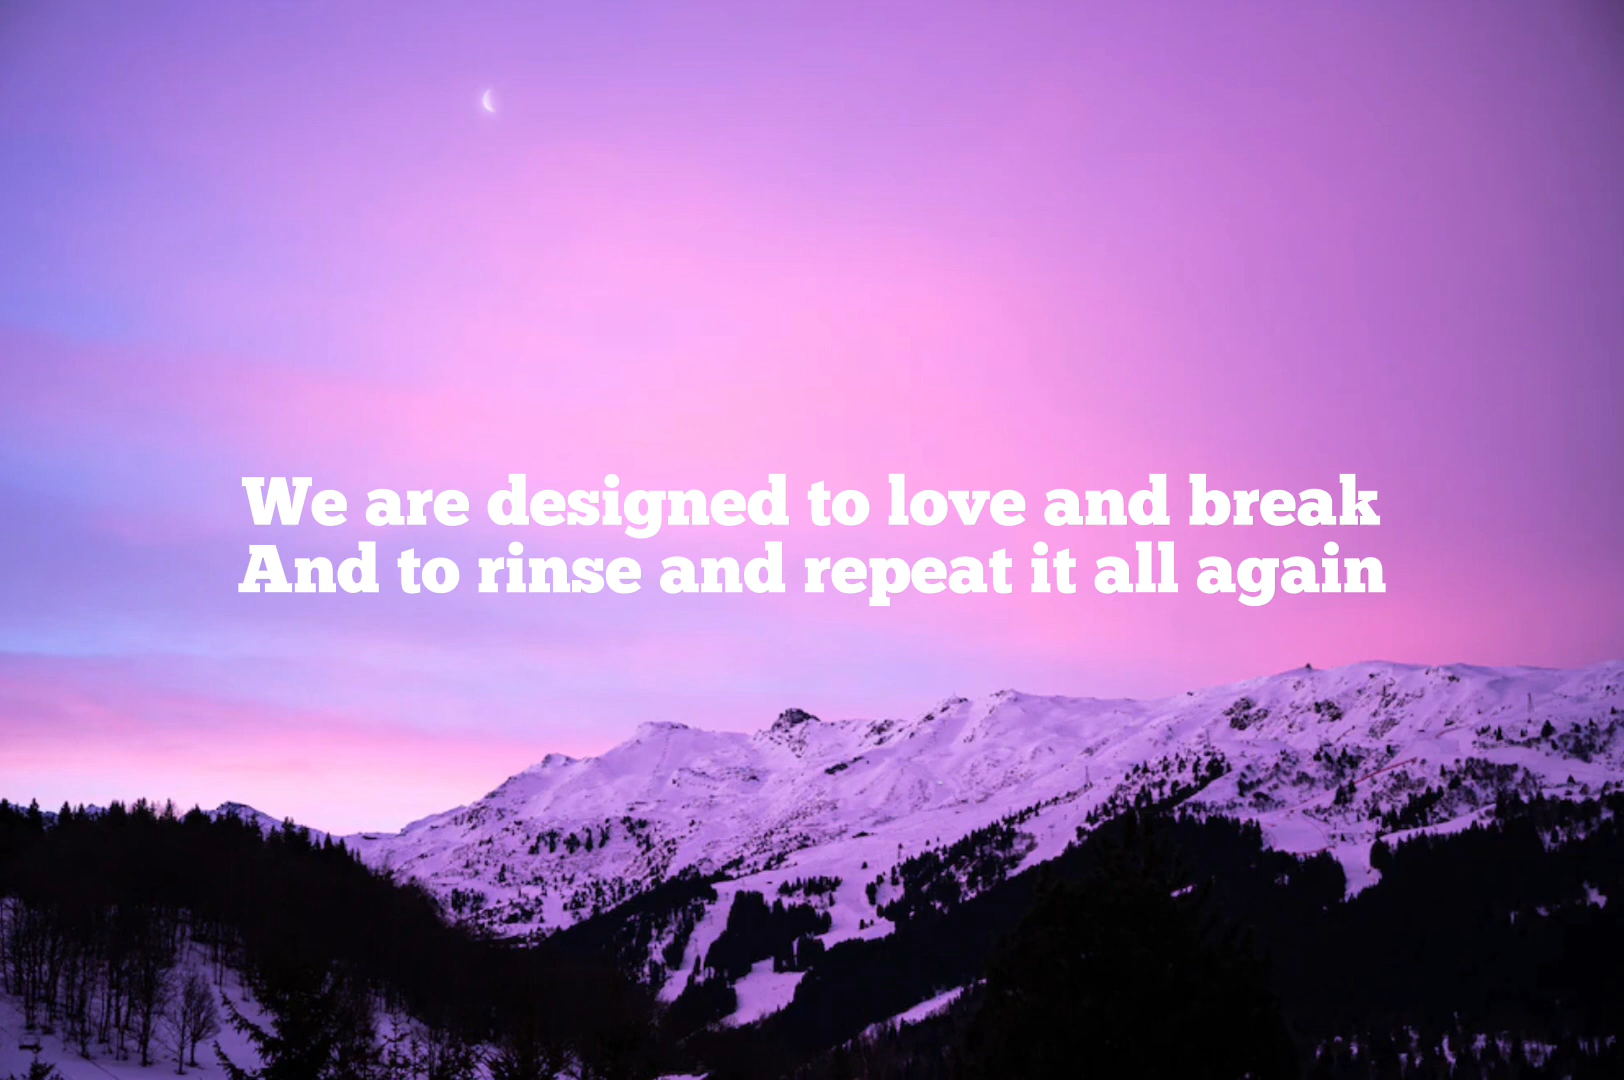 We are designed to love and break
And to rinse and repeat it all again